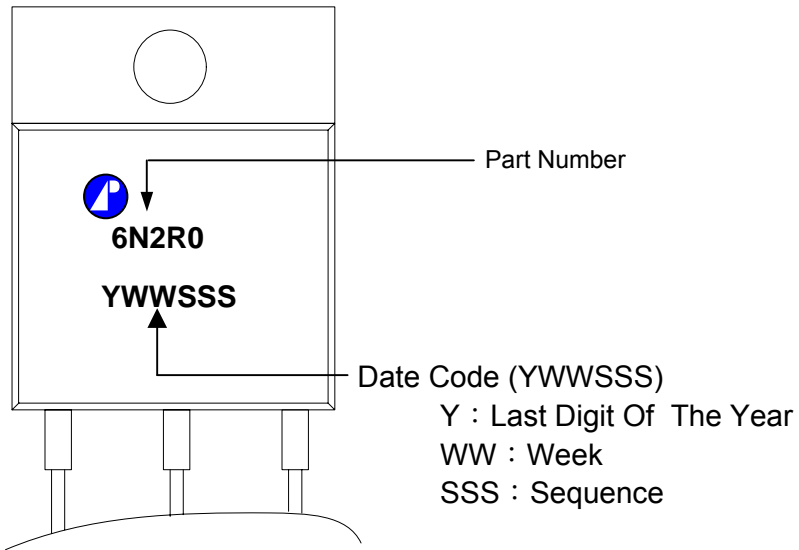 Part Number
6N2R0
YWWSSS
Date Code (YWWSSS)
Y：Last Digit Of The Year
WW：Week
SSS：Sequence